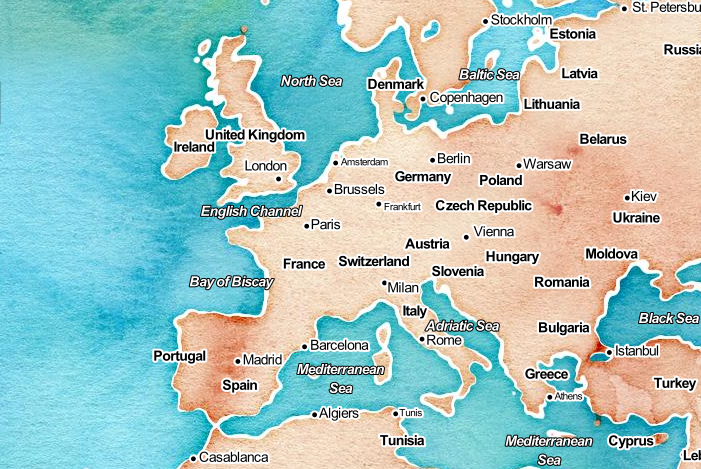 Stockholm
St. Petersbu
Estonia
Russia
North Sea
Baltic Sea
Latvia
Denmark
Copenhagen
Lithuania
United Kingdom
Ireland
Belarus
London
Amsterdam
Berlin
Warsaw
Germany
Poland
Brussels
Frankfurt
Czech Republic
Kiev
Ukraine
English Channel
Paris
Vienna
Austria
Hungary
Moldova
France
Switzerland
Slovenia
Bay of Biscay
Milan
Romania
Italy
Adriatic Sea
Black Sea
Bulgaria
Rome
Barcelona
Istanbul
Portugal
Madrid
Mediterranean
Sea
Spain
Greece
Turkey
Athens
Algiers
Tunis
Tunisia
Mediterranean
Sea
Cyprus
Casablanca
Leb